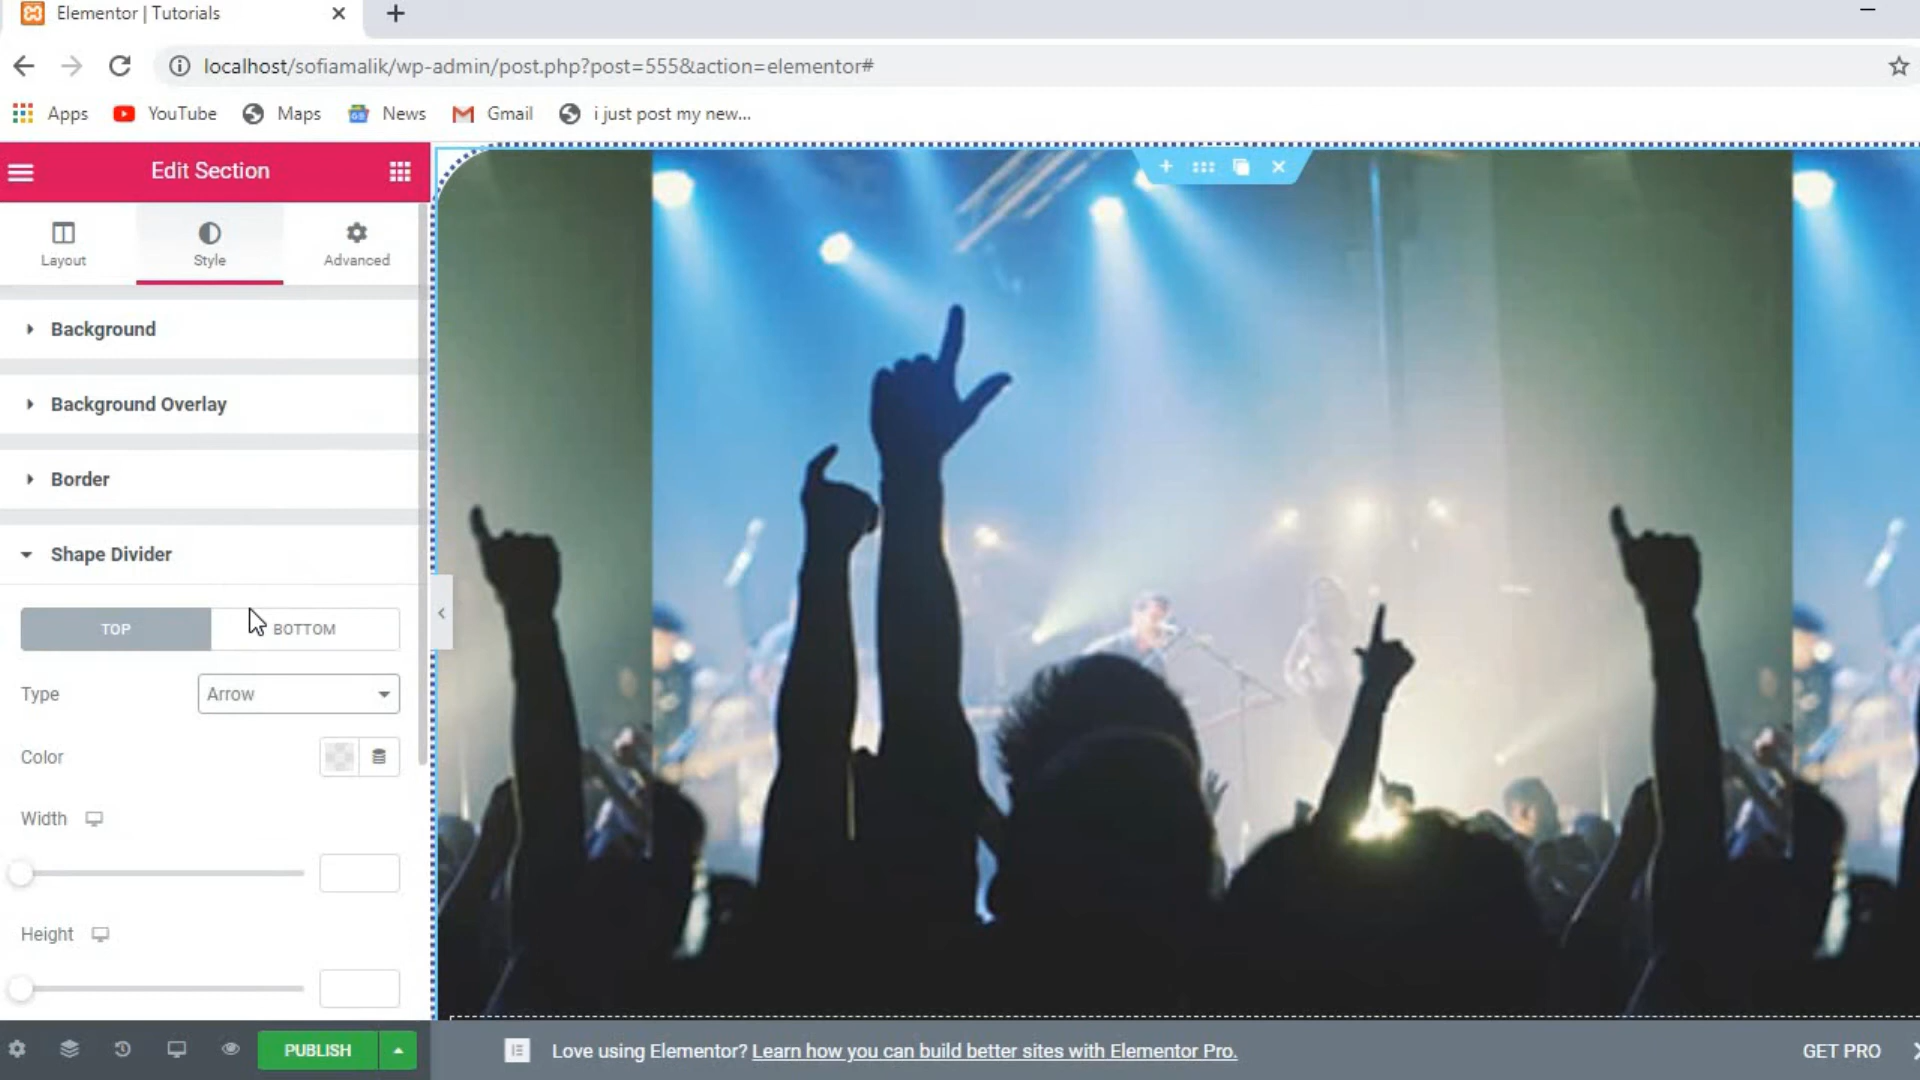 Elementor | Tutorials
localhost/sofiamalik/wp-admin/post.php?post=555&action=elementor#
Apps YouTube Maps News Gmail i just post my new...
Edit Section
Layout Style Advanced
Background
Background Overlay
Border
Shape Divider
TOP BOTTOM
Type Arrow
Color
Width
Height
PUBLISH
Love using Elementor? Learn how you can build better sites with Elementor Pro.
GET PRO